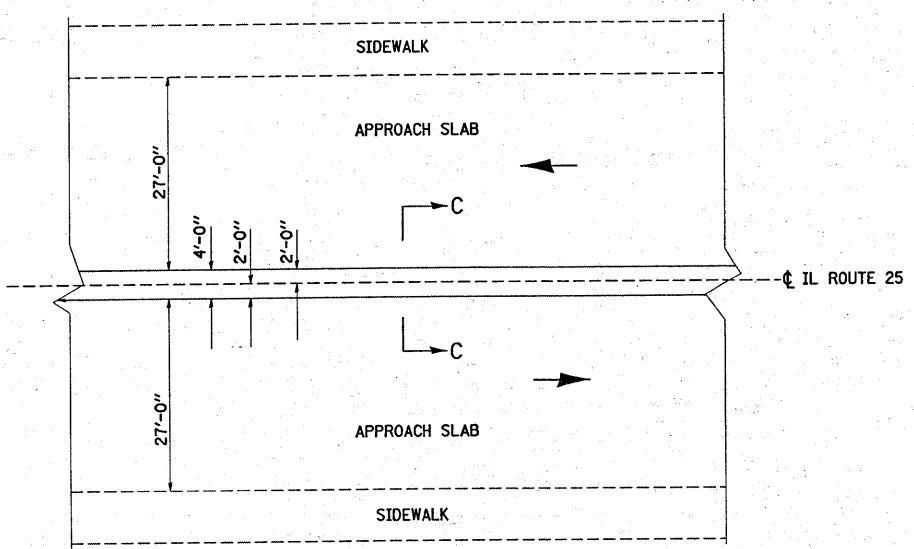 SIDEWALK
APPROACH SLAB
27'-0"
4'-0"
2'-0"
2'-0"
C
℄ IL ROUTE 25
C
27'-0"
APPROACH SLAB
SIDEWALK